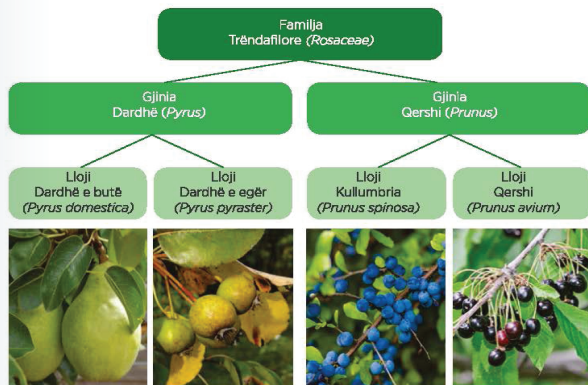 Familja
Trëndafilore (Rosaceae)
Gjinia
Dardhë (Pyrus)
Gjinia
Qershi (Prunus)
Lloji
Dardhë e butë
(Pyrus domestica)
Lloji
Dardhë e egër
(Pyrus pyraster)
Lloji
Kullumbria
(Prunus spinosa)
Lloji
Qershi
(Prunus avium)